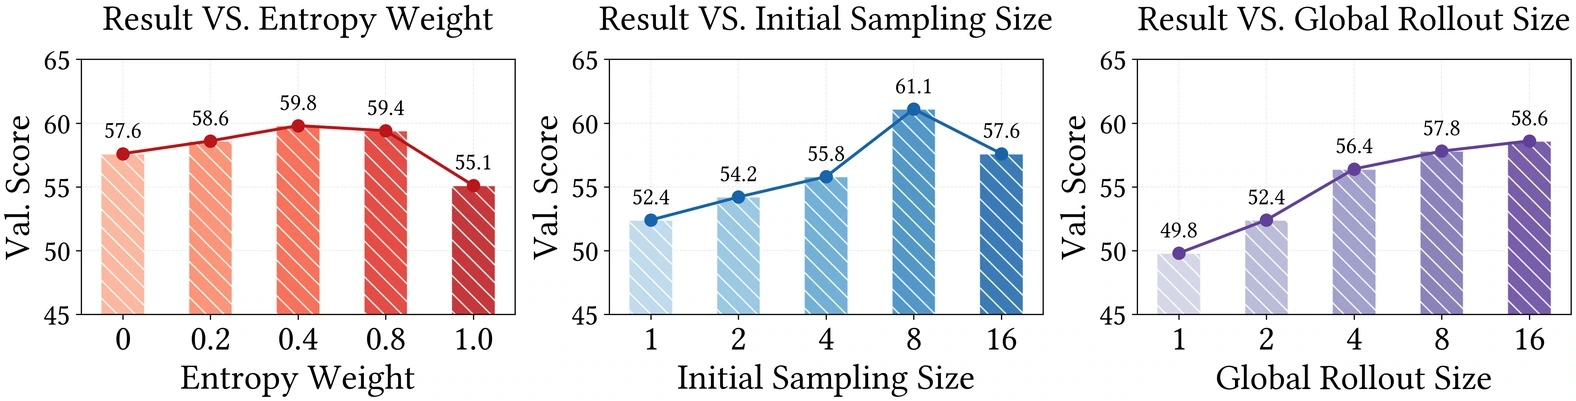 Result VS. Entropy Weight
Val. Score
65
60
55
50
45
57.6
58.6
59.8
59.4
55.1
0 0.2 0.4 0.8 1.0
Entropy Weight
Result VS. Initial Sampling Size
Val. Score
65
60
55
50
45
52.4
54.2
55.8
61.1
57.6
1 2 4 8 16
Initial Sampling Size
Result VS. Global Rollout Size
Val. Score
65
60
55
50
45
49.8
52.4
56.4
57.8
58.6
1 2 4 8 16
Global Rollout Size